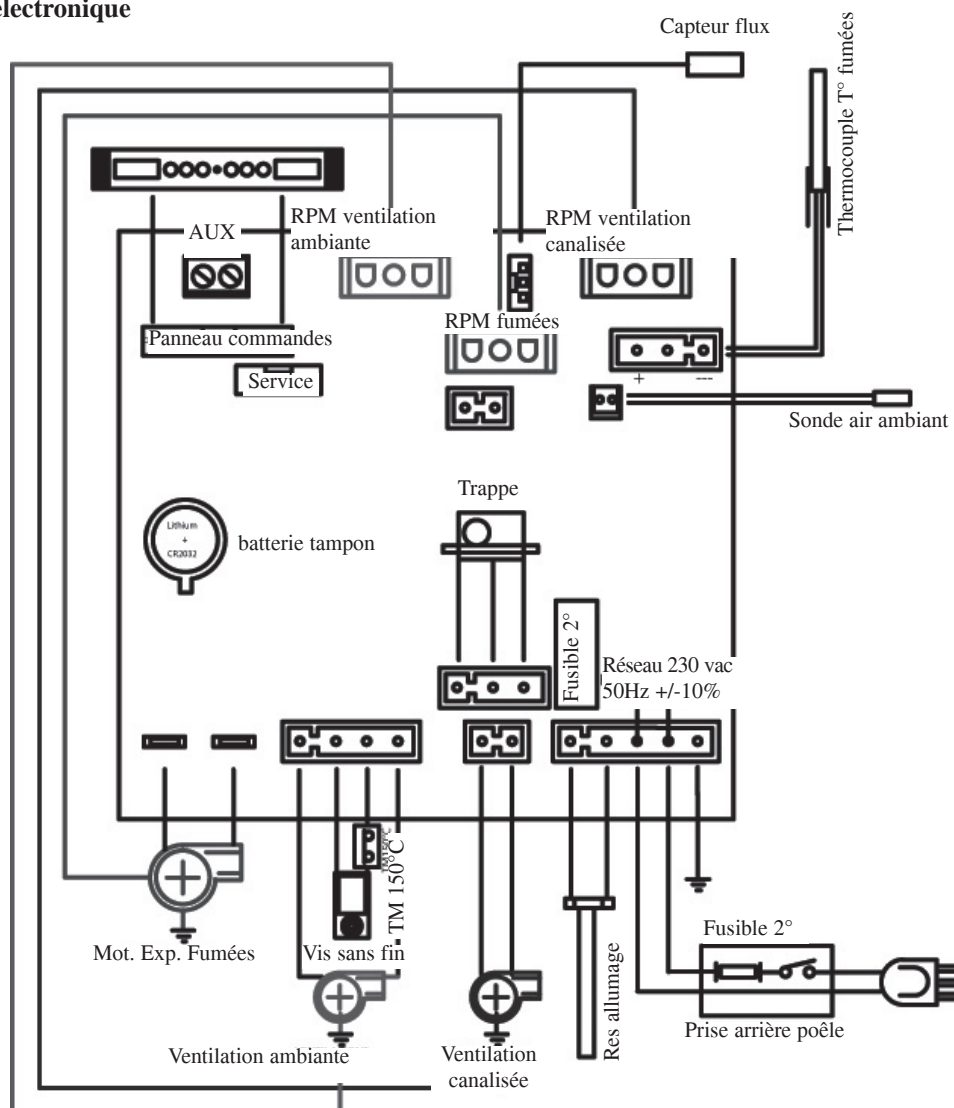 électronique
Capteur flux
Thermocouple T° fumées
RPM ventilation
ambiante
RPM ventilation
canalisée
AUX
RPM fumées
Panneau commandes
Service
+
---
Sonde air ambiant
Trappe
Lithium
+
CR2032
batterie tampon
Fusible 2°
Réseau 230 vac
50Hz +/-10%
TM150°C
TM 150°C
Mot. Exp. Fumées
Vis sans fin
Fusible 2°
Res allumage
Prise arrière poêle
Ventilation ambiante
Ventilation
canalisée